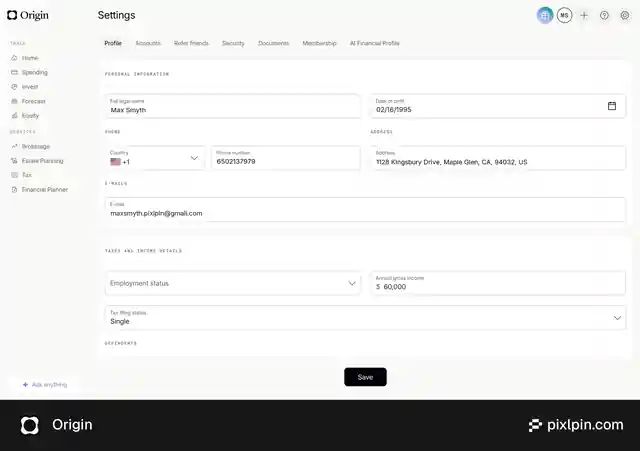 Origin
Settings
MS
Profile
Accounts
Refer friends
Security
Documents
Membership
AI Financial Profile
TOOLS
Home
Spending
Invest
Forecast
Equity
SERVICES
Brokerage
Estate Planning
Tax
Financial Planner
Ask anything
PERSONAL INFORMATION
Full legal name
Max Smyth
Date of birth
02/16/1995
PHONE
Country
+1
Phone number
6502137979
ADDRESS
Address
1128 Kingsbury Drive, Maple Glen, CA, 94032, US
E-MAILS
E-mail
maxsmyth.pixlpin@gmail.com
TAXES AND INCOME DETAILS
Employment status
Annual gross income
$ 60,000
Tax filing status
Single
DEPENDENTS
Save
Origin
pixlpin.com